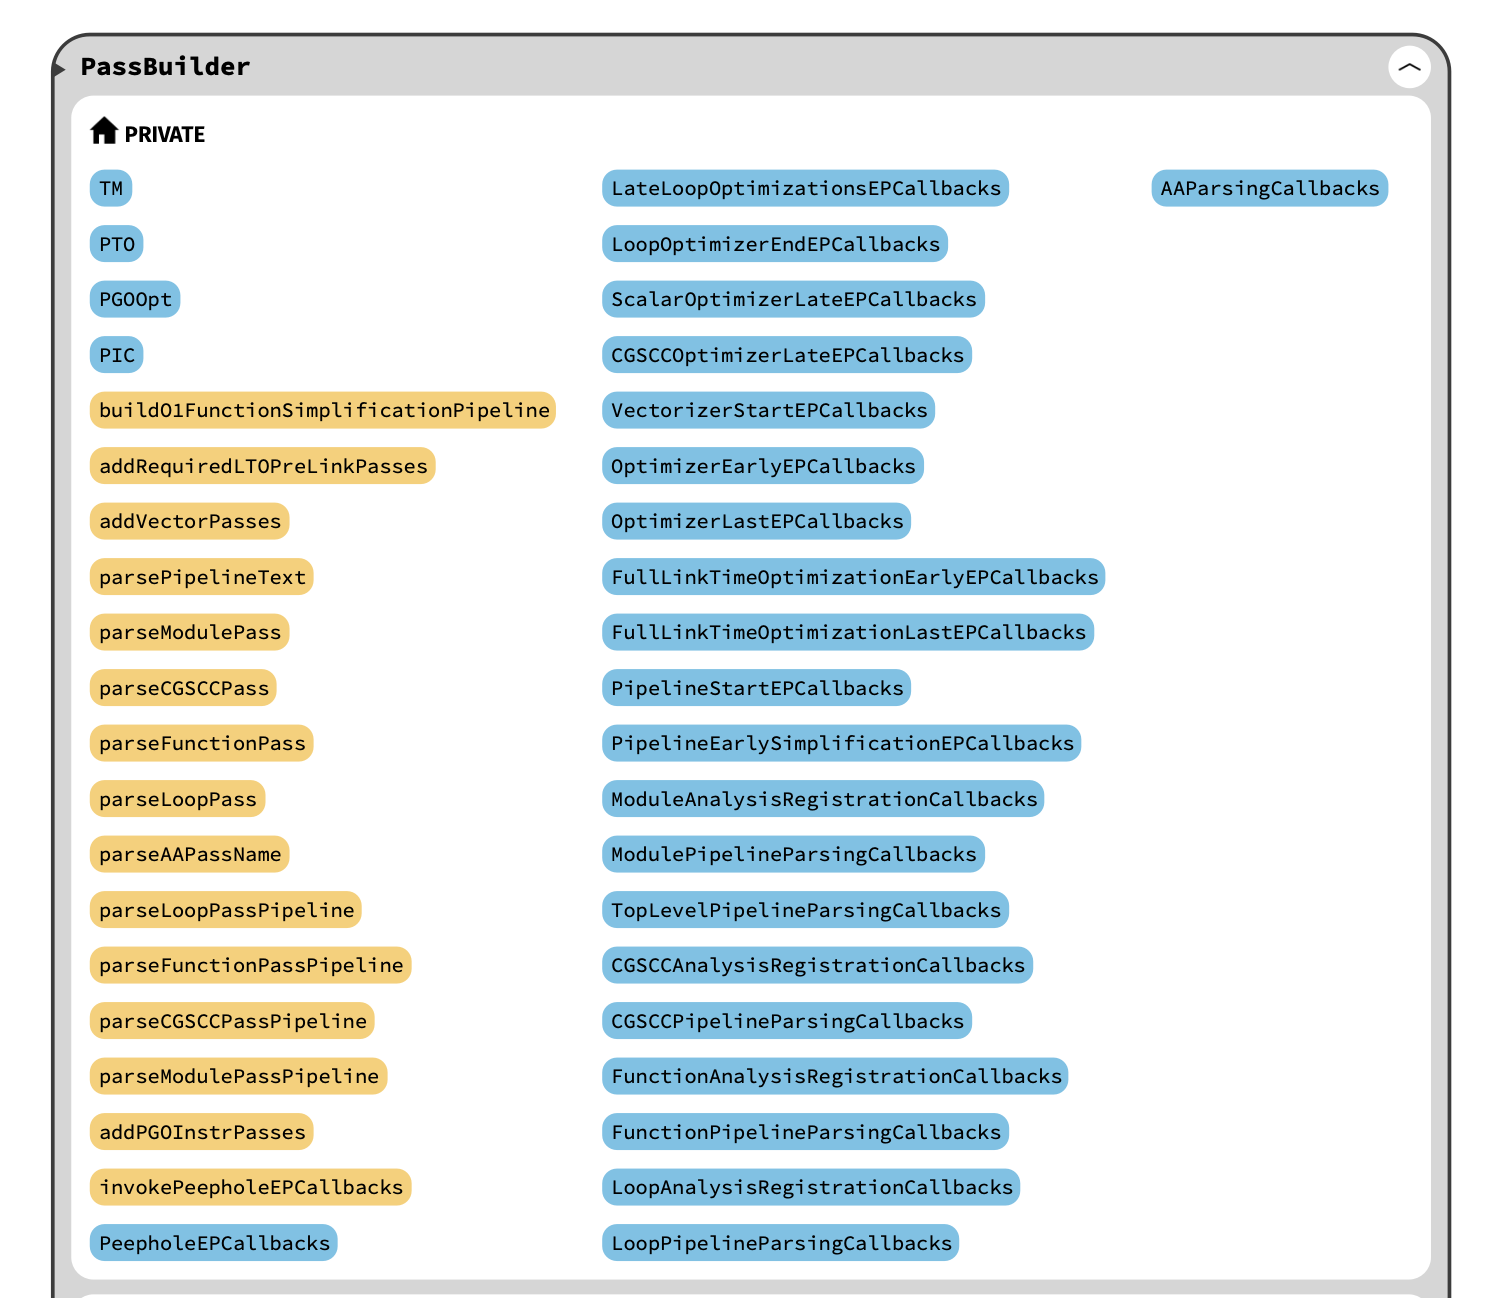 PassBuilder
PRIVATE
TM
PTO
PGOOpt
PIC
buildO1FunctionSimplificationPipeline
addRequiredLTOPreLinkPasses
addVectorPasses
parsePipelineText
parseModulePass
parseCGSCCPass
parseFunctionPass
parseLoopPass
parseAAPassName
parseLoopPassPipeline
parseFunctionPassPipeline
parseCGSCCPassPipeline
parseModulePassPipeline
addPGOInstrPasses
invokePeepholeEPCallbacks
PeepholeEPCallbacks
LateLoopOptimizationsEPCallbacks
LoopOptimizerEndEPCallbacks
ScalarOptimizerLateEPCallbacks
CGSCCOptimizerLateEPCallbacks
VectorizerStartEPCallbacks
OptimizerEarlyEPCallbacks
OptimizerLastEPCallbacks
FullLinkTimeOptimizationEarlyEPCallbacks
FullLinkTimeOptimizationLastEPCallbacks
PipelineStartEPCallbacks
PipelineEarlySimplificationEPCallbacks
ModuleAnalysisRegistrationCallbacks
ModulePipelineParsingCallbacks
TopLevelPipelineParsingCallbacks
CGSCCAnalysisRegistrationCallbacks
CGSCCPipelineParsingCallbacks
FunctionAnalysisRegistrationCallbacks
FunctionPipelineParsingCallbacks
LoopAnalysisRegistrationCallbacks
LoopPipelineParsingCallbacks
AAParsingCallbacks